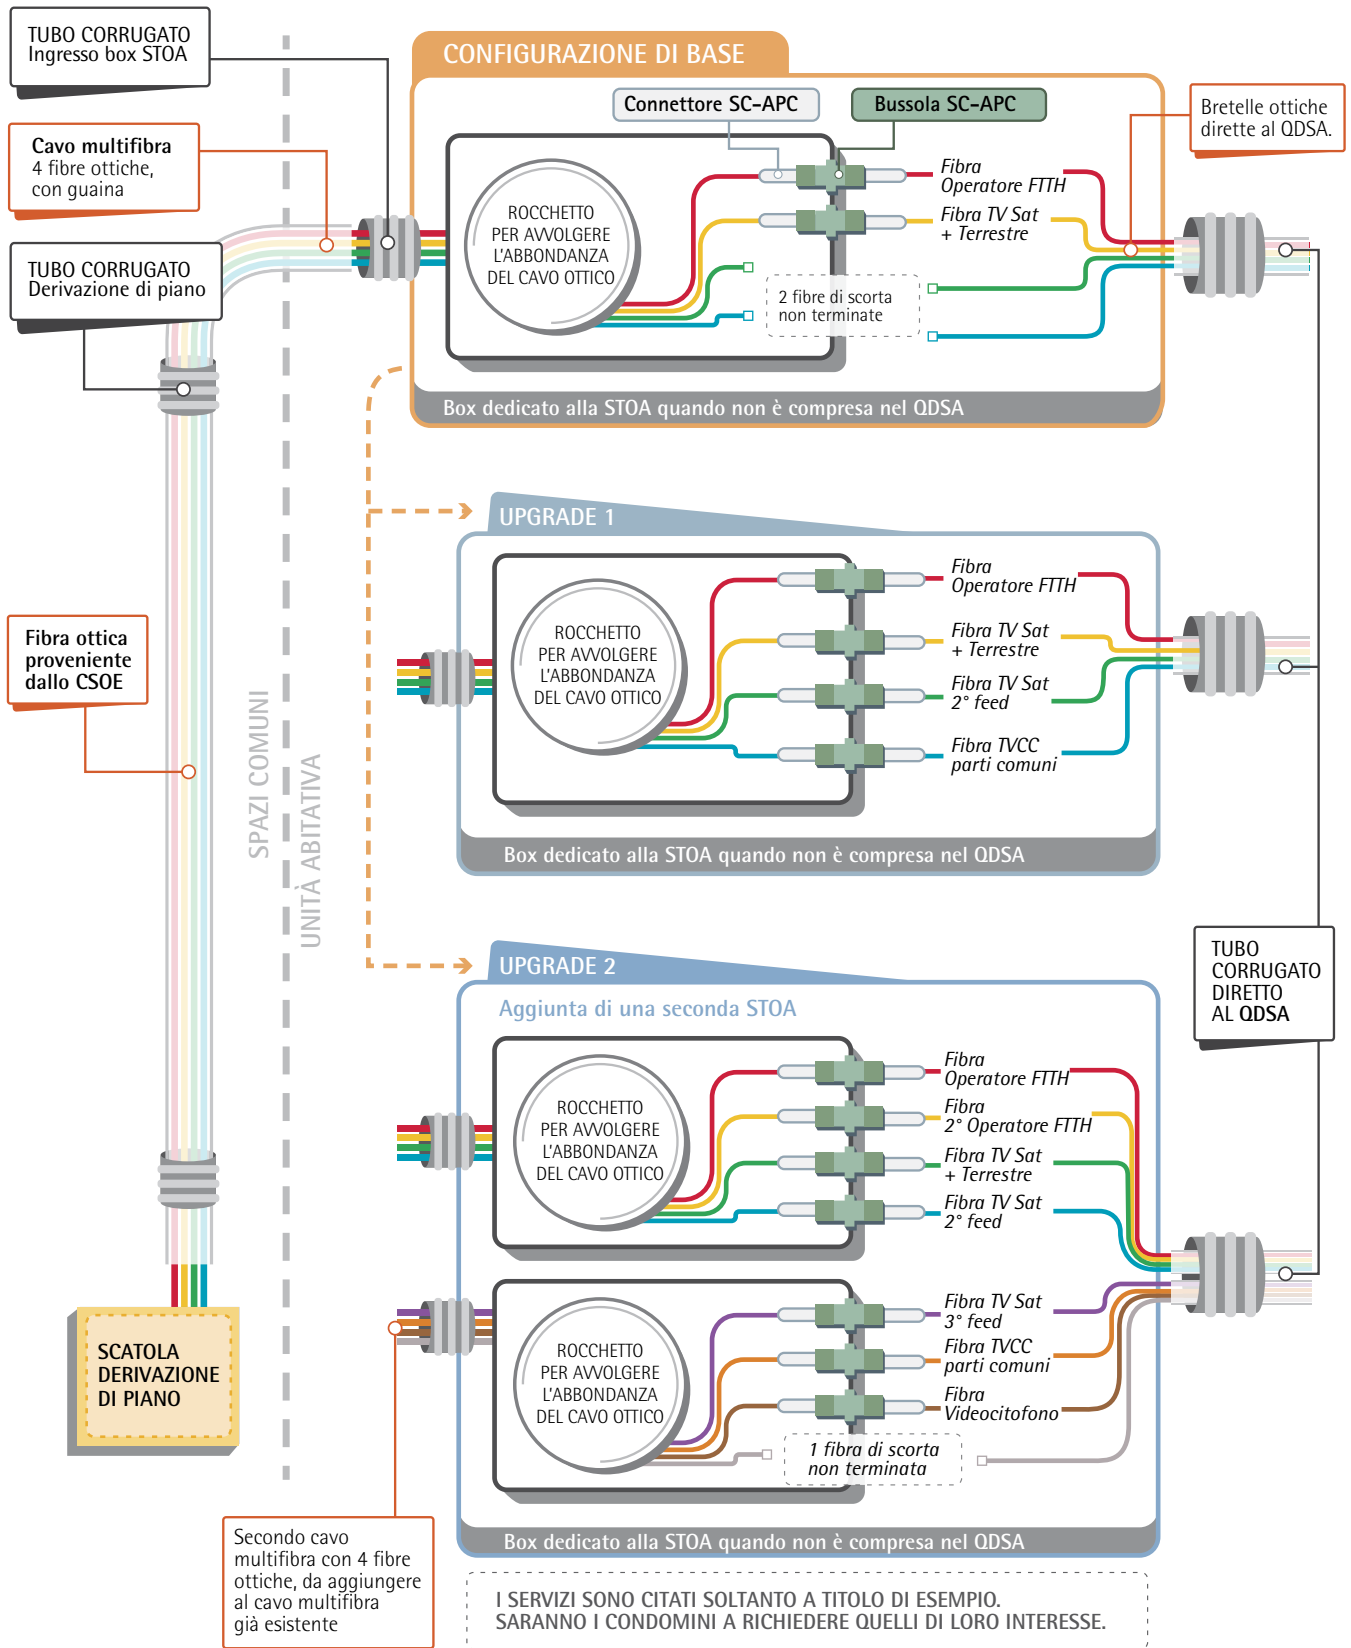 TUBO CORRUGATO
Ingresso box STOA
Cavo multifibra
4 fibre ottiche,
con guaina
TUBO CORRUGATO
Derivazione di piano
Fibra ottica
proveniente
dallo CSOE
SPAZI COMUNI
UNITÀ ABITATIVA
SCATOLA
DERIVAZIONE
DI PIANO
CONFIGURAZIONE DI BASE
Connettore SC-APC
Bussola SC-APC
ROCCHETTO
PER AVVOLGERE
L'ABBONDANZA
DEL CAVO OTTICO
Fibra
Operatore FTTH
Fibra TV Sat
+ Terrestre
2 fibre di scorta
non terminate
Box dedicato alla STOA quando non è compresa nel QDSA
Bretelle ottiche
dirette al QDSA.
UPGRADE 1
ROCCHETTO
PER AVVOLGERE
L'ABBONDANZA
DEL CAVO OTTICO
Fibra
Operatore FTTH
Fibra TV Sat
+ Terrestre
Fibra TV Sat
2° feed
Fibra TVCC
parti comuni
Box dedicato alla STOA quando non è compresa nel QDSA
TUBO
CORRUGATO
DIRETTO
AL QDSA
UPGRADE 2
Aggiunta di una seconda STOA
ROCCHETTO
PER AVVOLGERE
L'ABBONDANZA
DEL CAVO OTTICO
Fibra
Operatore FTTH
Fibra
2° Operatore FTTH
Fibra TV Sat
+ Terrestre
Fibra TV Sat
2° feed
ROCCHETTO
PER AVVOLGERE
L'ABBONDANZA
DEL CAVO OTTICO
Fibra TV Sat
3° feed
Fibra TVCC
parti comuni
Fibra
Videocitofono
1 fibra di scorta
non terminata
Box dedicato alla STOA quando non è compresa nel QDSA
Secondo cavo
multifibra con 4 fibre
ottiche, da aggiungere
al cavo multifibra
già esistente
I SERVIZI SONO CITATI SOLTANTO A TITOLO DI ESEMPIO.
SARANNO I CONDOMINI A RICHIEDERE QUELLI DI LORO INTERESSE.